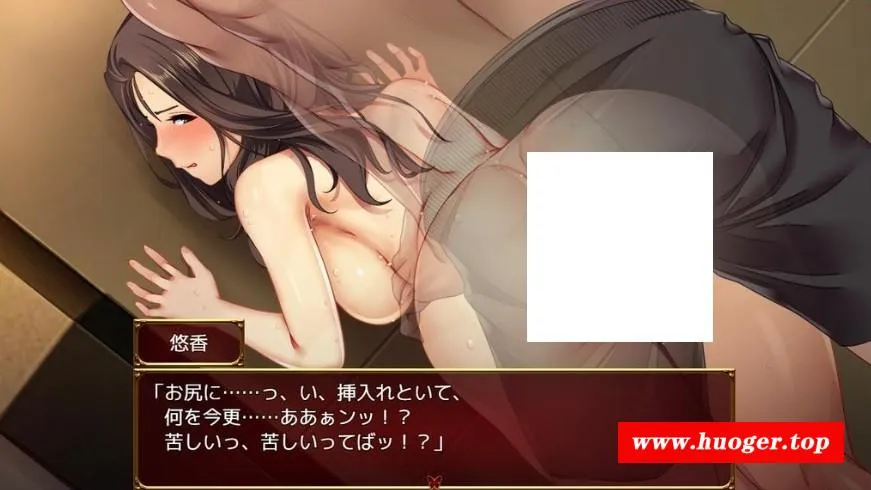 悠香
「お尻に……っ、い、挿入れといて、
何を今更……ああぁンッ！？
苦しいっ、苦しいってばッ！？」
www.huoger.top